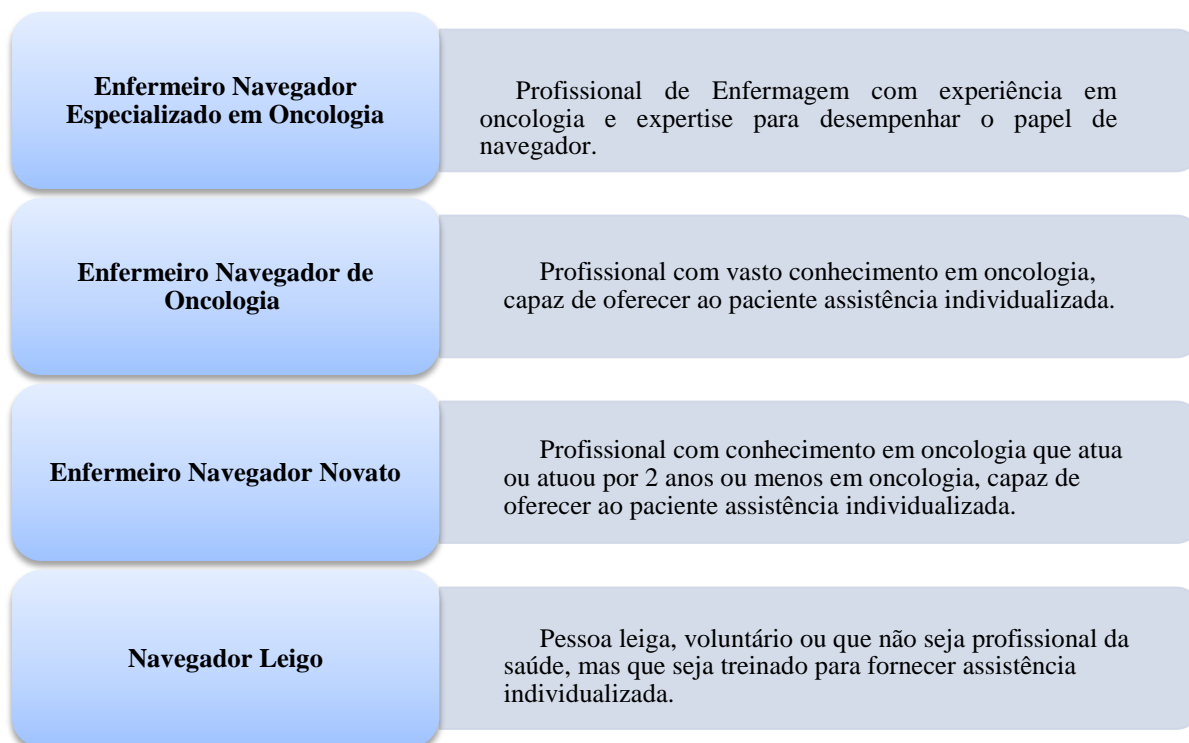 Enfermeiro Navegador
Especializado em Oncologia
Profissional de Enfermagem com experiência em
oncologia e expertise para desempenhar o papel de
navegador.
Enfermeiro Navegador de
Oncologia
Profissional com vasto conhecimento em oncologia,
capaz de oferecer ao paciente assistência individualizada.
Enfermeiro Navegador Novato
Profissional com conhecimento em oncologia que atua
ou atuou por 2 anos ou menos em oncologia, capaz de
oferecer ao paciente assistência individualizada.
Navegador Leigo
Pessoa leiga, voluntário ou que não seja profissional da
saúde, mas que seja treinado para fornecer assistência
individualizada.